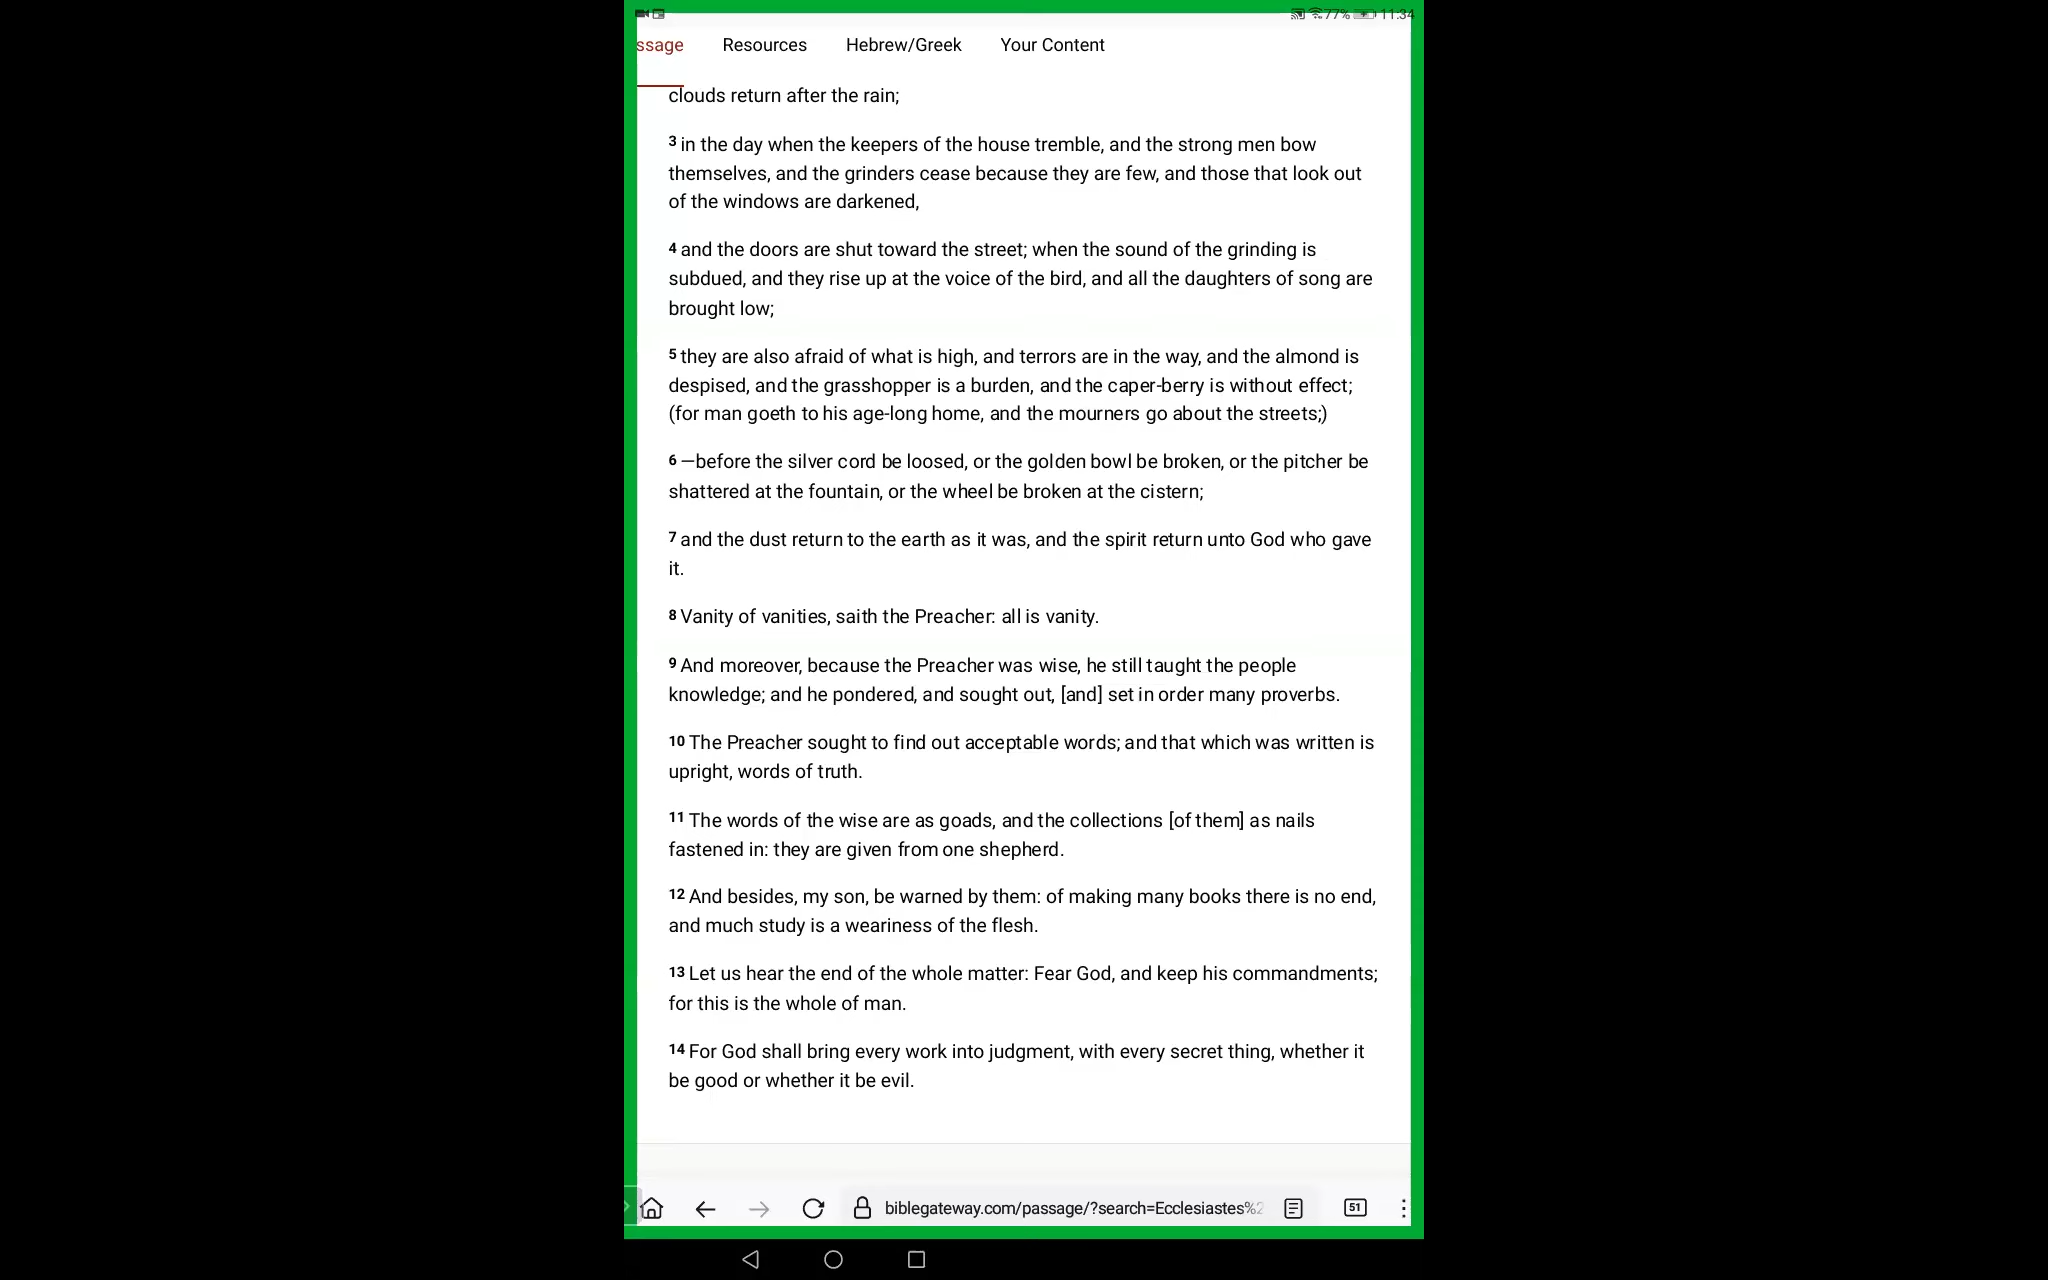 77% 11:34
ssage Resources Hebrew/Greek Your Content
clouds return after the rain;
3 in the day when the keepers of the house tremble, and the strong men bow
themselves, and the grinders cease because they are few, and those that look out
of the windows are darkened,
4 and the doors are shut toward the street; when the sound of the grinding is
subdued, and they rise up at the voice of the bird, and all the daughters of song are
brought low;
5 they are also afraid of what is high, and terrors are in the way, and the almond is
despised, and the grasshopper is a burden, and the caper-berry is without effect;
(for man goeth to his age-long home, and the mourners go about the streets;)
6 —before the silver cord be loosed, or the golden bowl be broken, or the pitcher be
shattered at the fountain, or the wheel be broken at the cistern;
7 and the dust return to the earth as it was, and the spirit return unto God who gave
it.
8 Vanity of vanities, saith the Preacher: all is vanity.
9 And moreover, because the Preacher was wise, he still taught the people
knowledge; and he pondered, and sought out, [and] set in order many proverbs.
10 The Preacher sought to find out acceptable words; and that which was written is
upright, words of truth.
11 The words of the wise are as goads, and the collections [of them] as nails
fastened in: they are given from one shepherd.
12 And besides, my son, be warned by them: of making many books there is no end,
and much study is a weariness of the flesh.
13 Let us hear the end of the whole matter: Fear God, and keep his commandments;
for this is the whole of man.
14 For God shall bring every work into judgment, with every secret thing, whether it
be good or whether it be evil.
biblegateway.com/passage/?search=Ecclesiastes%2 51